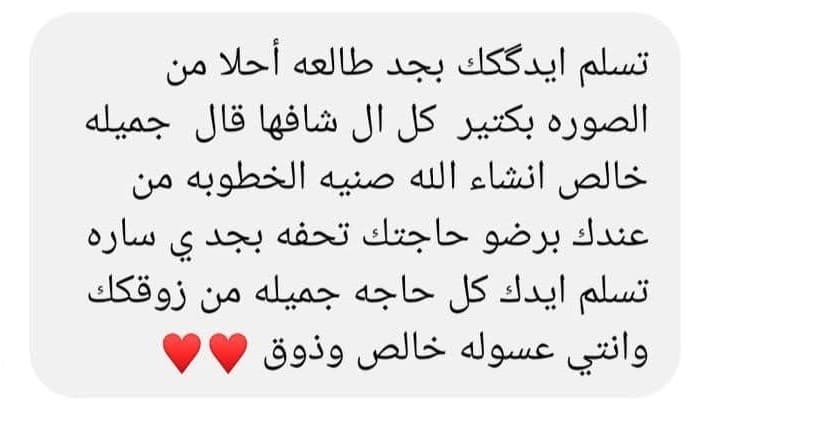 تسلم ايدگككك بجد طالعه أحلا من
الصوره بكتير كل ال شافها قال جميله
خالص انشاء الله صنيه الخطوبه من
عندك برضو حاجتك تحفه بجد ي ساره
تسلم ايدك كل حاجه جميله من زوقكك
وانتي عسوله خالص وذوق ♥️♥️